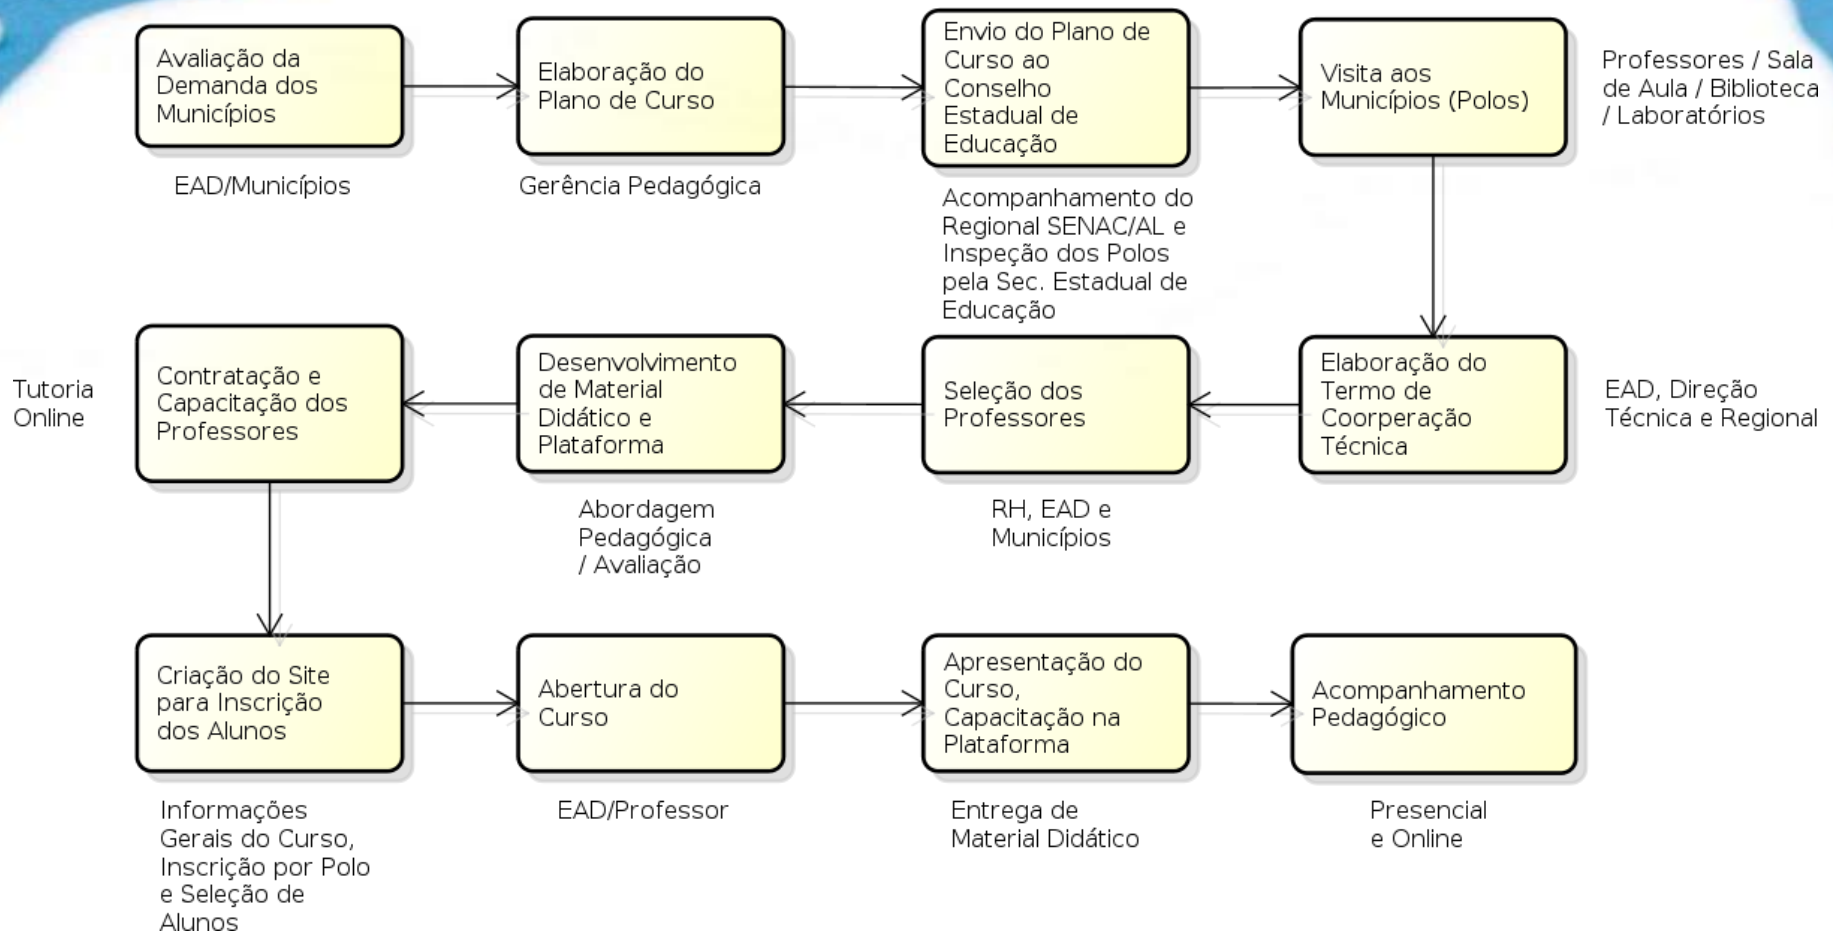 Avaliação da
Demanda dos
Municípios
EAD/Municípios
Elaboração do
Plano de Curso
Gerência Pedagógica
Envio do Plano de
Curso ao
Conselho
Estadual de
Educação
Acompanhamento do
Regional SENAC/AL e
Inspeção dos Polos
pela Sec. Estadual de
Educação
Visita aos
Municípios (Polos)
Professores / Sala
de Aula / Biblioteca
/ Laboratórios
Elaboração do
Termo de
Coorperação
Técnica
EAD, Direção
Técnica e Regional
Seleção dos
Professores
RH, EAD e
Municípios
Desenvolvimento
de Material
Didático e
Plataforma
Abordagem
Pedagógica
/ Avaliação
Contratação e
Capacitação dos
Professores
Tutoria
Online
Criação do Site
para Inscrição
dos Alunos
Informações
Gerais do Curso,
Inscrição por Polo
e Seleção de
Alunos
Abertura do
Curso
EAD/Professor
Apresentação do
Curso,
Capacitação na
Plataforma
Entrega de
Material Didático
Acompanhamento
Pedagógico
Presencial
e Online